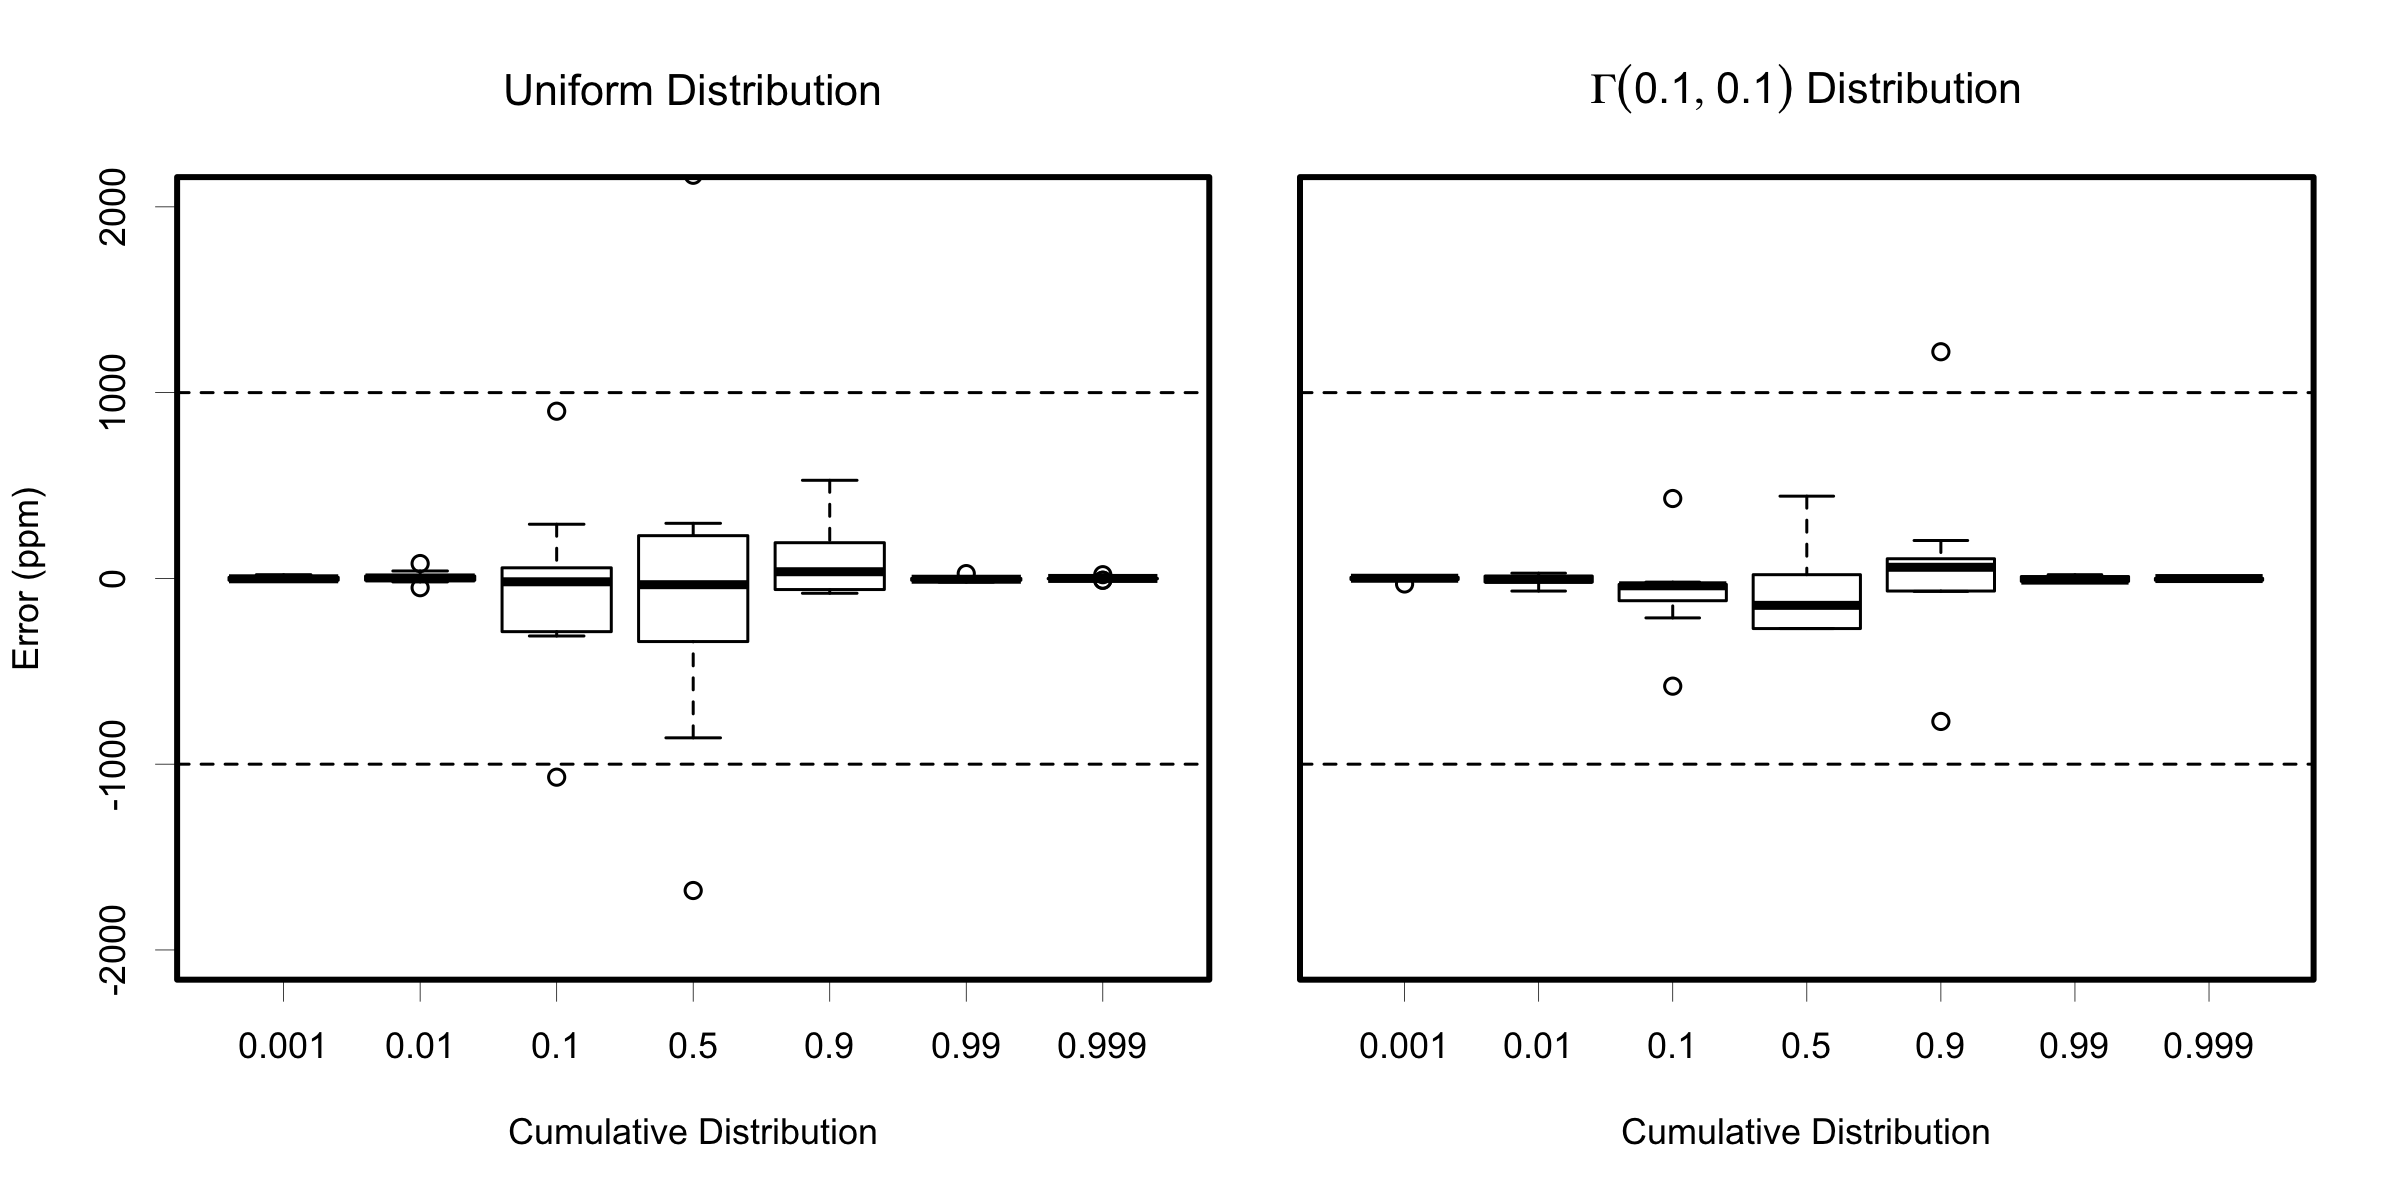 Uniform Distribution
Γ(0.1, 0.1) Distribution
Error (ppm)
2000
1000
0
-1000
-2000
0.001 0.01 0.1 0.5 0.9 0.99 0.999
0.001 0.01 0.1 0.5 0.9 0.99 0.999
Cumulative Distribution
Cumulative Distribution